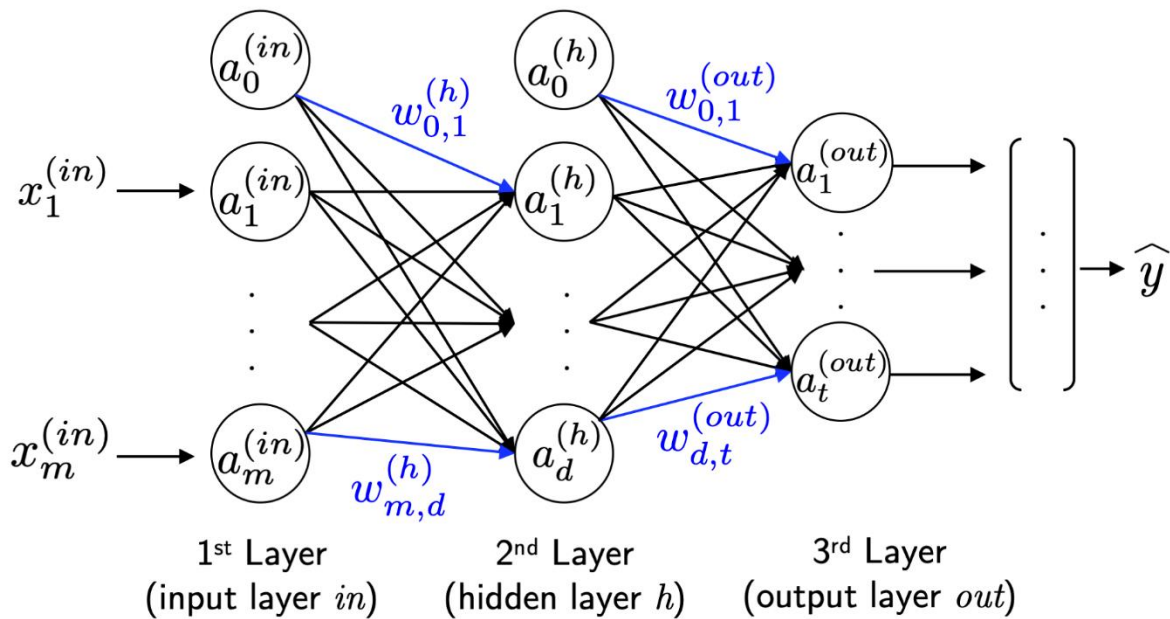 a_0^{(in)} a_0^{(h)}
w_{0,1}^{(h)} w_{0,1}^{(out)}
x_1^{(in)} a_1^{(in)} a_1^{(h)} a_1^{(out)}
ŷ
a_t^{(out)}
x_m^{(in)} a_m^{(in)} a_d^{(h)} w_{d,t}^{(out)}
w_{m,d}^{(h)}
1st Layer 2nd Layer 3rd Layer
(input layer in) (hidden layer h) (output layer out)